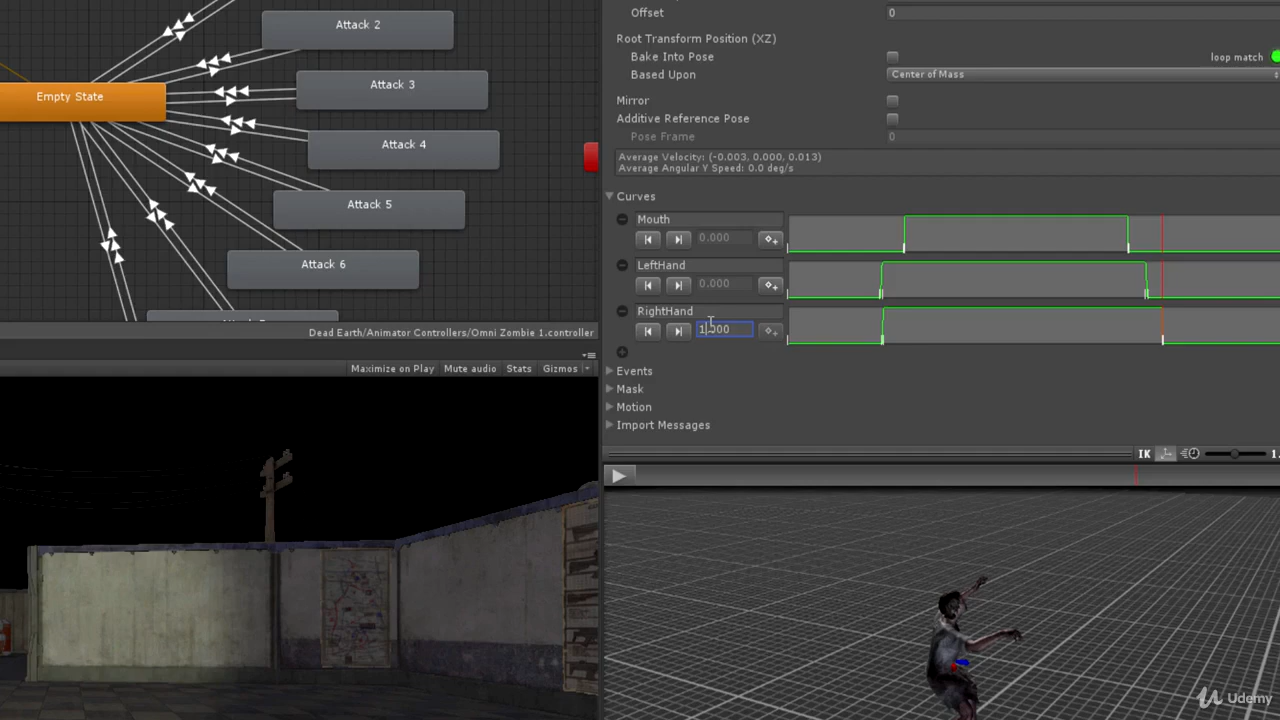 Attack 2
Attack 3
Empty State
Attack 4
Attack 5
Attack 6
Dead Earth/Animator Controllers/Omni Zombie 1.controller
Maximize on Play Mute audio Stats Gizmos
Offset 0
Root Transform Position (XZ)
Bake Into Pose loop match
Based Upon Center of Mass
Mirror
Additive Reference Pose
Pose Frame 0
Average Velocity: (-0.003, 0.000, 0.013)
Average Angular Y Speed: 0.0 deg/s
Curves
Mouth
0.000
LeftHand
0.000
RightHand
1.000
Events
Mask
Motion
Import Messages
IK 1.
Udemy